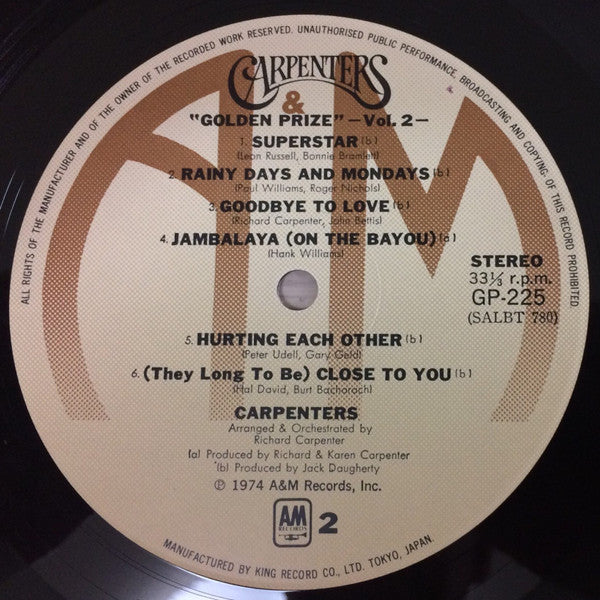 ALL RIGHTS OF THE MANUFACTURER AND OF THE OWNER OF THE RECORDED WORK RESERVED. UNAUTHORISED PUBLIC PERFORMANCE, BROADCASTING AND COPYING OF THIS RECORD PROHIBITED.
CARPENTERS
&
"GOLDEN PRIZE" —Vol. 2—
1. SUPERSTAR (b)
(Leon Russell, Bonnie Bramlett)
2. RAINY DAYS AND MONDAYS (b)
(Paul Williams, Roger Nichols)
3. GOODBYE TO LOVE (b)
(Richard Carpenter, John Bettis)
4. JAMBALAYA (ON THE BAYOU) (a)
(Hank Williams)
STEREO
33⅓ r.p.m.
GP-225
(SALBT 780)
5. HURTING EACH OTHER (b)
(Peter Udell, Gary Geld)
6. (They Long To Be) CLOSE TO YOU (b)
(Hal David, Burt Bacharach)
CARPENTERS
Arranged & Orchestrated by
Richard Carpenter
(a) Produced by Richard & Karen Carpenter
(b) Produced by Jack Daugherty
℗ 1974 A&M Records, Inc.
AM
RECORDS
2
MANUFACTURED BY KING RECORD CO., LTD. TOKYO, JAPAN.